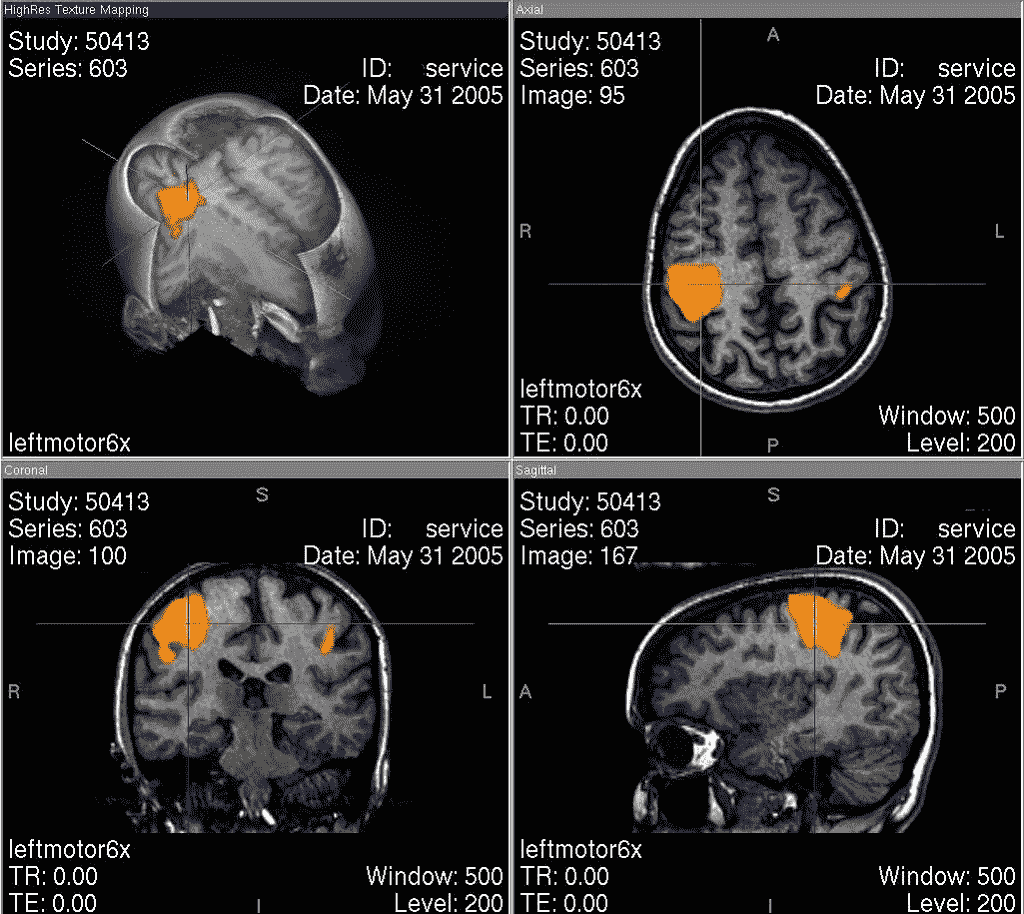 HighRes Texture Mapping
Study: 50413
Series: 603
ID: service
Date: May 31 2005
leftmotor6x
Axial
Study: 50413
Series: 603
Image: 95
A
ID: service
Date: May 31 2005
R
L
leftmotor6x
TR: 0.00
TE: 0.00
P
Window: 500
Level: 200
Coronal
Study: 50413
Series: 603
Image: 100
S
ID: service
Date: May 31 2005
R
L
leftmotor6x
TR: 0.00
TE: 0.00
I
Window: 500
Level: 200
Sagittal
Study: 50413
Series: 603
Image: 167
S
ID: service
Date: May 31 2005
A
P
leftmotor6x
TR: 0.00
TE: 0.00
I
Window: 500
Level: 200